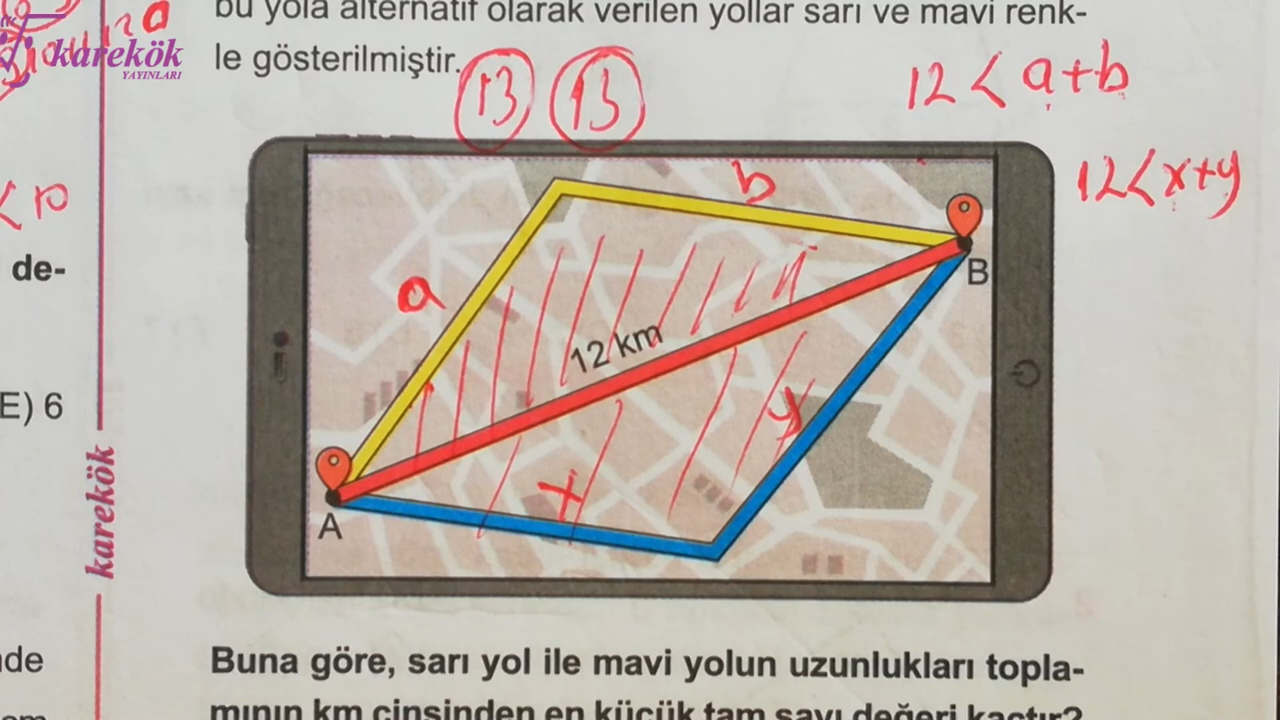 bu yola alternatif olarak verilen yollar sarı ve mavi renk-
le gösterilmiştir.
karekök
YAYINLARI
13 13
12 < a+b
12 < x+y
b
a
12 km
B
y
x
A
de-
E) 6
karekök
Buna göre, sarı yol ile mavi yolun uzunlukları topla-
mının km cinsinden en küçük tam sayı değeri kaçtır?